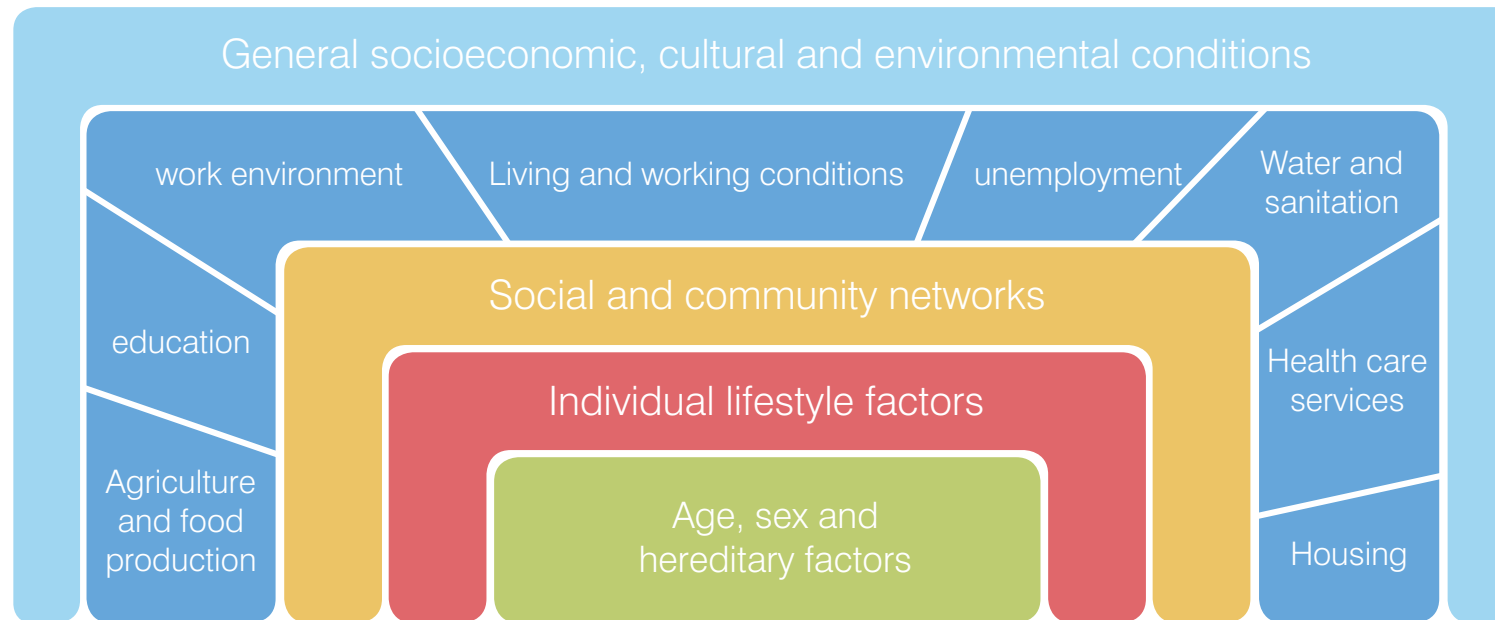 General socioeconomic, cultural and environmental conditions
work environment
Living and working conditions
unemployment
Water and
sanitation
education
Social and community networks
Health care
services
Individual lifestyle factors
Agriculture
and food
production
Age, sex and
hereditary factors
Housing